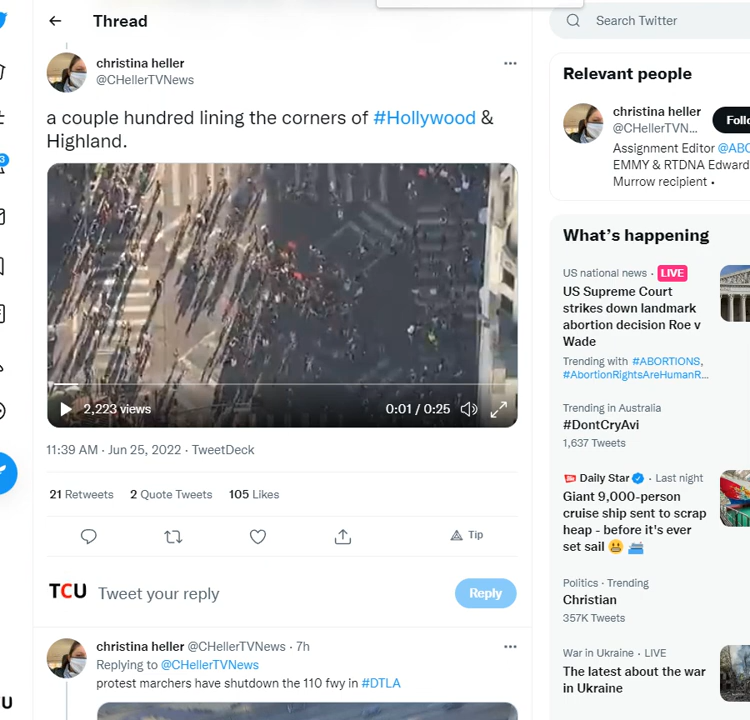 Thread
Search Twitter
christina heller
@CHellerTVNews
a couple hundred lining the corners of #Hollywood &
Highland.
2,223 views
0:01 / 0:25
11:39 AM · Jun 25, 2022 · TweetDeck
21 Retweets 2 Quote Tweets 105 Likes
Tip
TCU Tweet your reply Reply
christina heller @CHellerTVNews · 7h
Replying to @CHellerTVNews
protest marchers have shutdown the 110 fwy in #DTLA
Relevant people
christina heller
@CHellerTVN...
Follo
Assignment Editor @ABC
EMMY & RTDNA Edward
Murrow recipient •
What's happening
US national news · LIVE
US Supreme Court
strikes down landmark
abortion decision Roe v
Wade
Trending with #ABORTIONS,
#AbortionRightsAreHumanR...
Trending in Australia
#DontCryAvi
1,637 Tweets
Daily Star · Last night
Giant 9,000-person
cruise ship sent to scrap
heap - before it's ever
set sail 😬 🚢
Politics · Trending
Christian
357K Tweets
War in Ukraine · LIVE
The latest about the war
in Ukraine